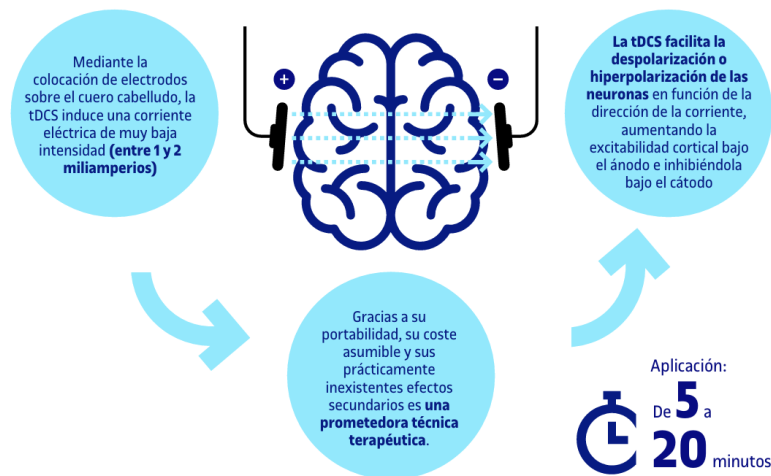 Mediante la
colocación de electrodos
sobre el cuero cabelludo, la
tDCS induce una corriente
eléctrica de muy baja
intensidad (entre 1 y 2
miliamperios)
+
−
La tDCS facilita la
despolarización o
hiperpolarización de las
neuronas en función de la
dirección de la corriente,
aumentando la
excitabilidad cortical bajo
el ánodo e inhibiéndola
bajo el cátodo
Gracias a su
portabilidad, su coste
asumible y sus
prácticamente
inexistentes efectos
secundarios es una
prometedora técnica
terapéutica.
Aplicación:
De 5 a
20 minutos